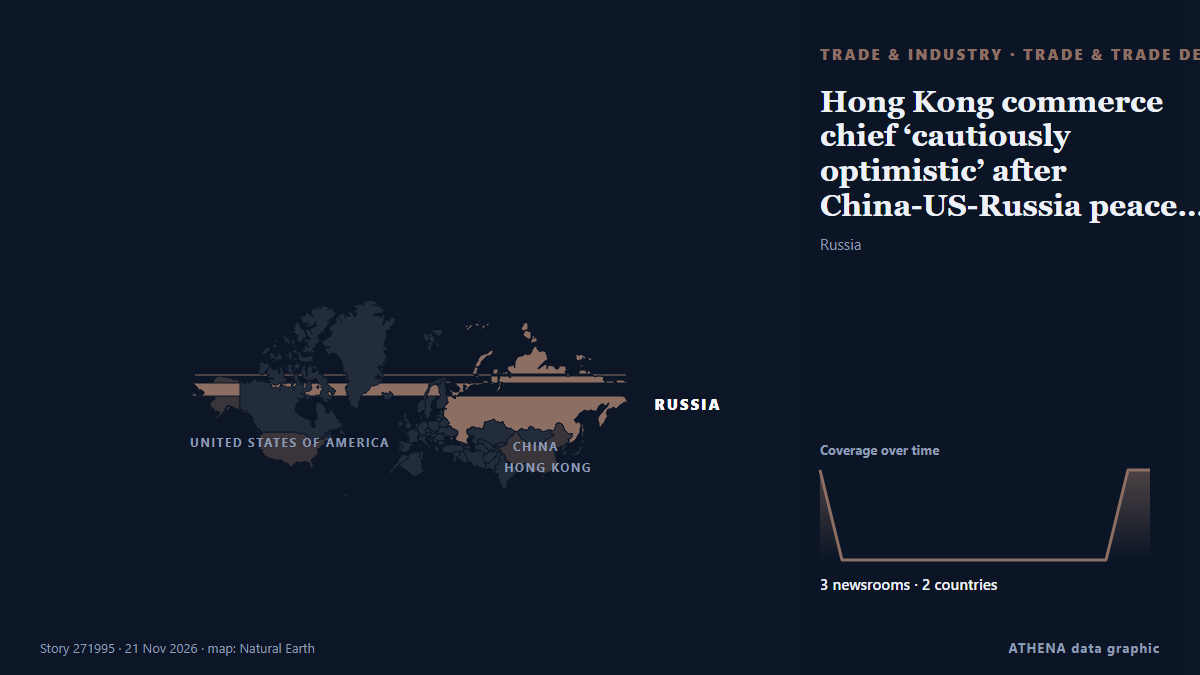 TRADE & INDUSTRY · TRADE & TRADE DE
Hong Kong commerce
chief ‘cautiously
optimistic’ after
China-US-Russia peace…
Russia
RUSSIA
UNITED STATES OF AMERICA
CHINA
HONG KONG
Coverage over time
3 newsrooms · 2 countries
Story 271995 · 21 Nov 2026 · map: Natural Earth
ATHENA data graphic